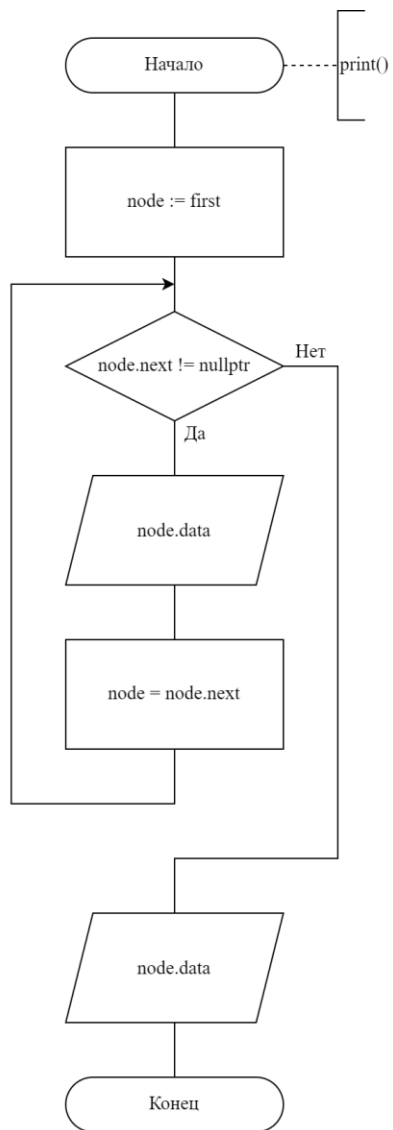 Начало
print()
node := first
node.next != nullptr
Нет
Да
node.data
node = node.next
node.data
Конец